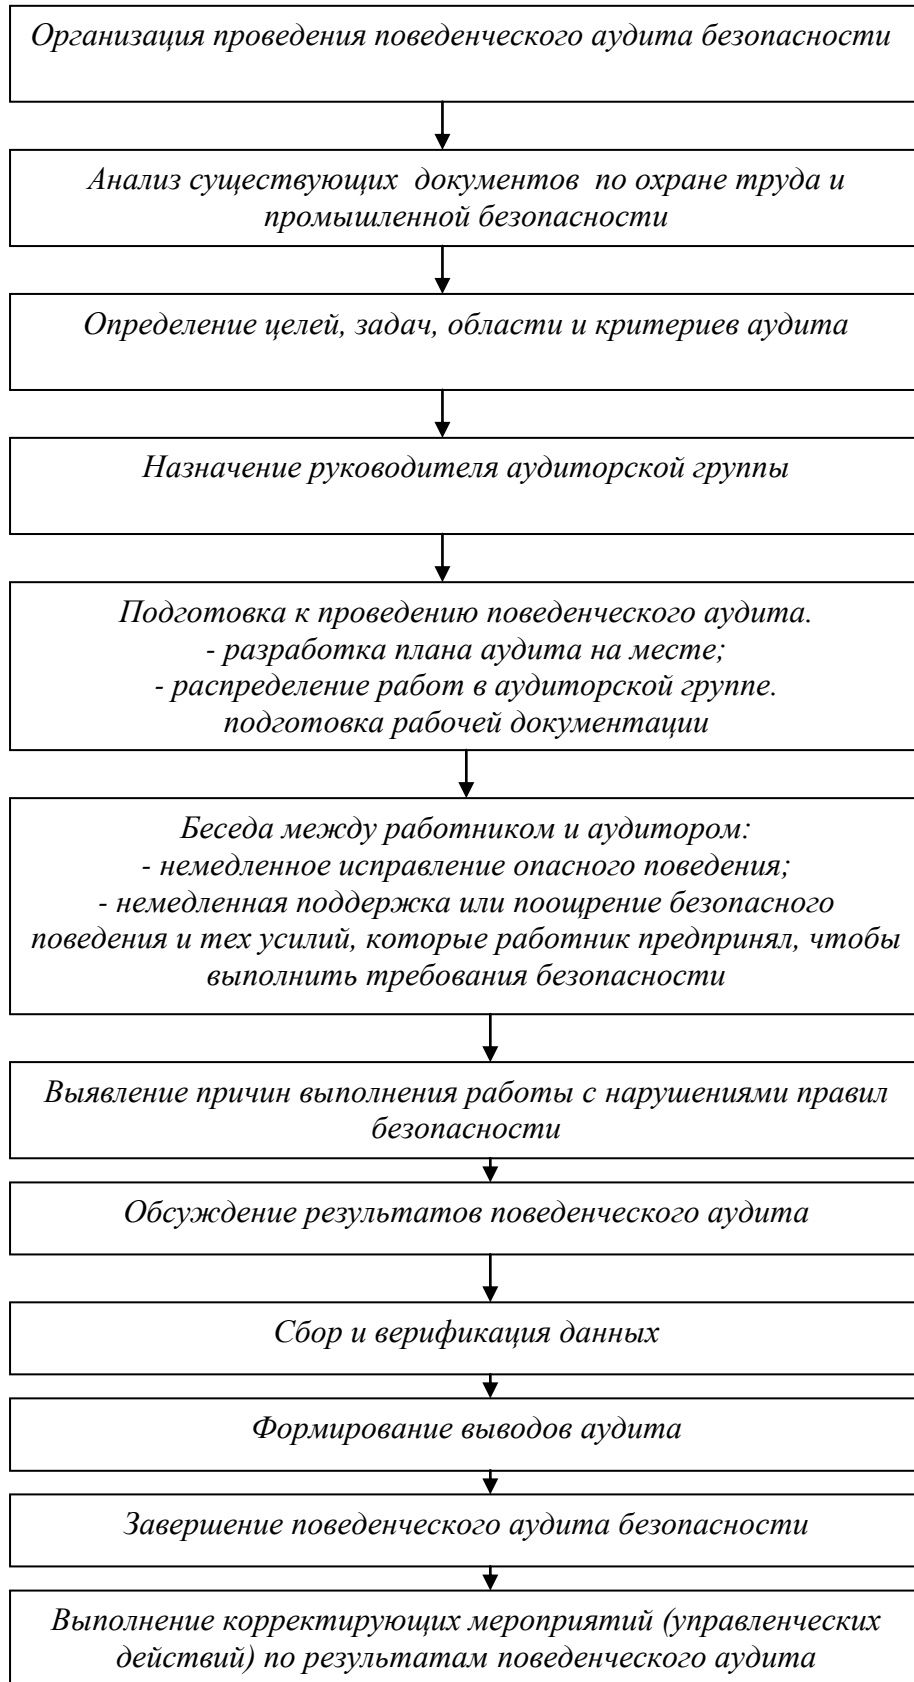 Организация проведения поведенческого аудита безопасности
Анализ существующих документов по охране труда и
промышленной безопасности
Определение целей, задач, области и критериев аудита
Назначение руководителя аудиторской группы
Подготовка к проведению поведенческого аудита.
- разработка плана аудита на месте;
- распределение работ в аудиторской группе.
подготовка рабочей документации
Беседа между работником и аудитором:
- немедленное исправление опасного поведения;
- немедленная поддержка или поощрение безопасного
поведения и тех усилий, которые работник предпринял, чтобы
выполнить требования безопасности
Выявление причин выполнения работы с нарушениями правил
безопасности
Обсуждение результатов поведенческого аудита
Сбор и верификация данных
Формирование выводов аудита
Завершение поведенческого аудита безопасности
Выполнение корректирующих мероприятий (управленческих
действий) по результатам поведенческого аудита